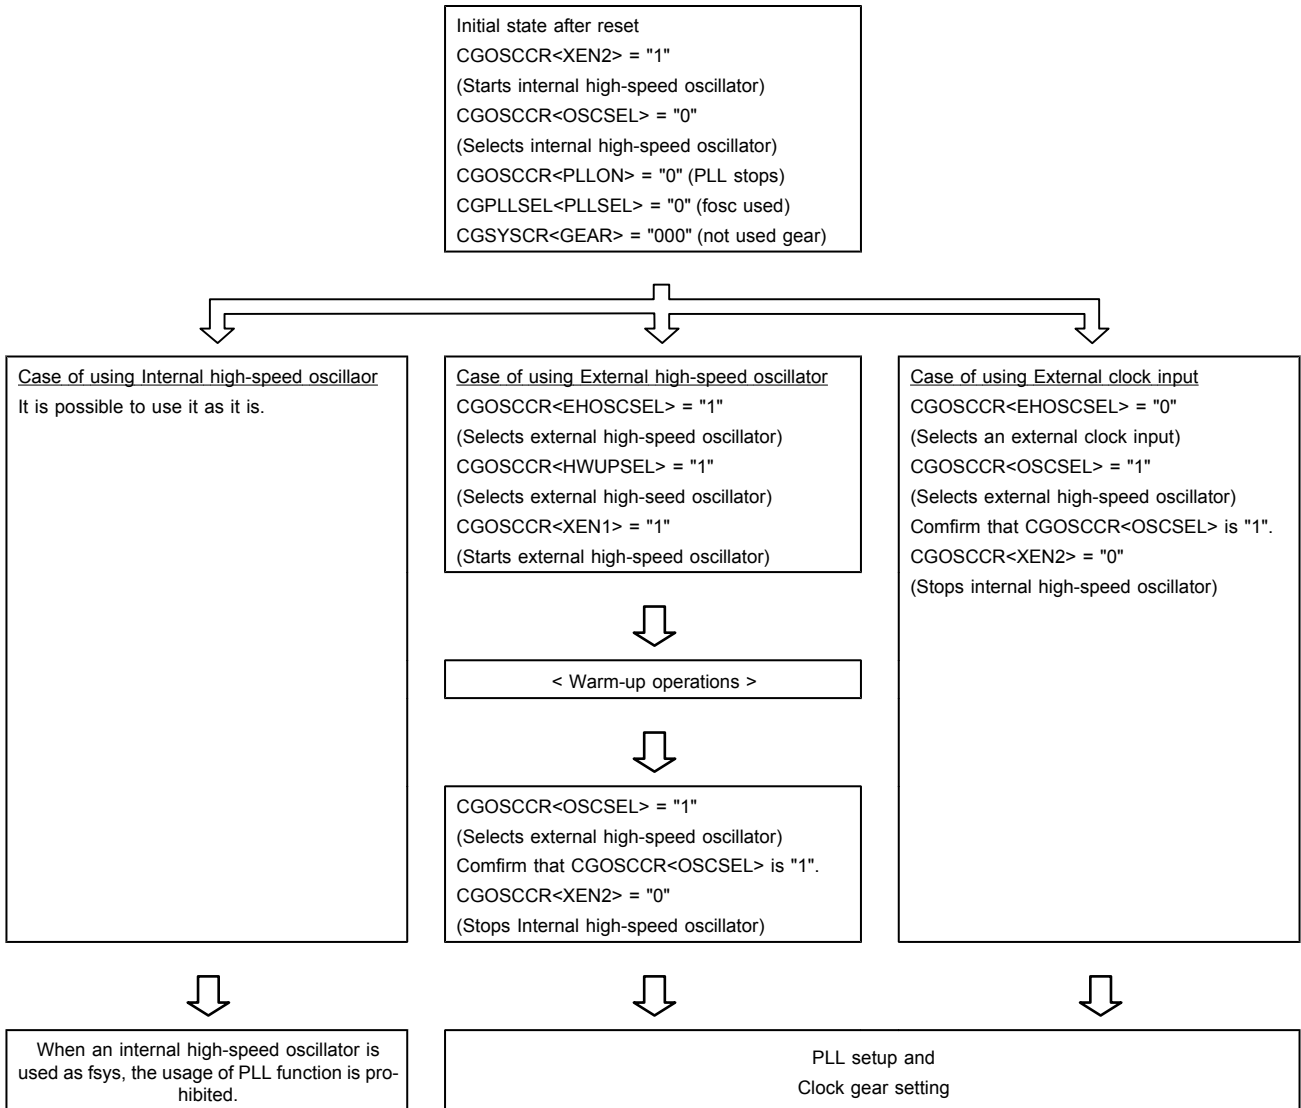 Initial state after reset
CGOSCCR<XEN2> = "1"
(Starts internal high-speed oscillator)
CGOSCCR<OSCSEL> = "0"
(Selects internal high-speed oscillator)
CGOSCCR<PLLON> = "0" (PLL stops)
CGPLLSEL<PLLSEL> = "0" (fosc used)
CGSYSCR<GEAR> = "000" (not used gear)
Case of using Internal high-speed oscillaor
It is possible to use it as it is.
Case of using External high-speed oscillator
CGOSCCR<EHOSCSEL> = "1"
(Selects external high-speed oscillator)
CGOSCCR<HWUPSEL> = "1"
(Selects external high-seed oscillator)
CGOSCCR<XEN1> = "1"
(Starts external high-speed oscillator)
< Warm-up operations >
CGOSCCR<OSCSEL> = "1"
(Selects external high-speed oscillator)
Comfirm that CGOSCCR<OSCSEL> is "1".
CGOSCCR<XEN2> = "0"
(Stops Internal high-speed oscillator)
Case of using External clock input
CGOSCCR<EHOSCSEL> = "0"
(Selects an external clock input)
CGOSCCR<OSCSEL> = "1"
(Selects external high-speed oscillator)
Comfirm that CGOSCCR<OSCSEL> is "1".
CGOSCCR<XEN2> = "0"
(Stops internal high-speed oscillator)
When an internal high-speed oscillator is
used as fsys, the usage of PLL function is pro-
hibited.
PLL setup and
Clock gear setting